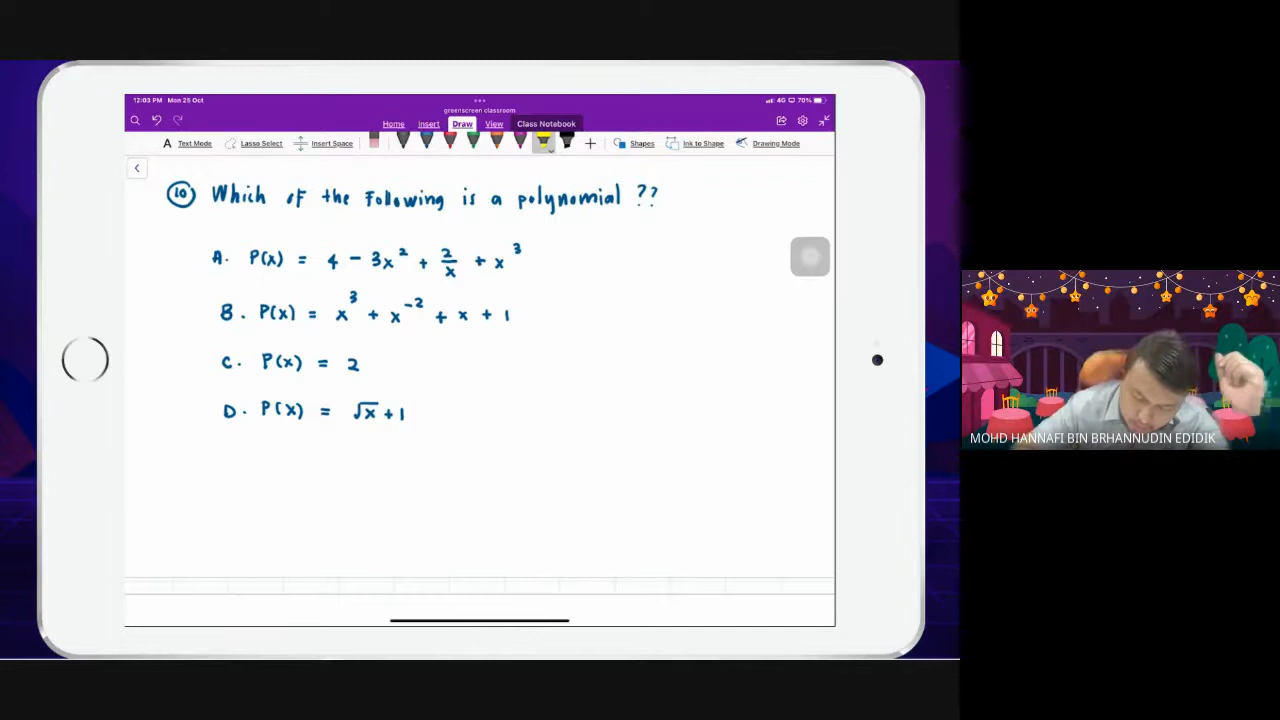 12:03 PM Mon 25 Oct
4G 70%
greenscreen classroom
Home Insert Draw View Class Notebook
Text Mode Lasso Select Insert Space Shapes Ink to Shape Drawing Mode
10 Which of the following is a polynomial ??
A. P(x) = 4 - 3x² + 2/x + x³
B. P(x) = x³ + x⁻² + x + 1
C. P(x) = 2
D. P(x) = √x + 1
MOHD HANNAFI BIN BRHANNUDIN EDIDIK